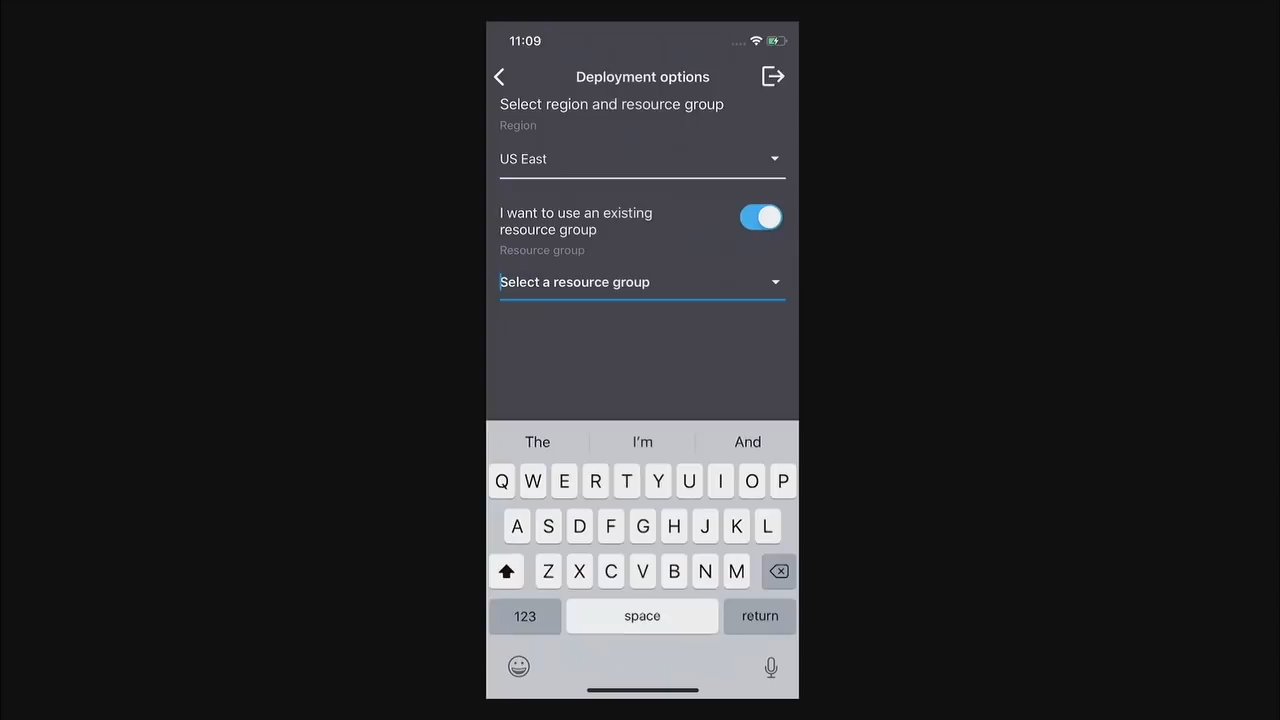 11:09
Deployment options
Select region and resource group
Region
US East
I want to use an existing
resource group
Resource group
Select a resource group
The I'm And
Q W E R T Y U I O P
A S D F G H J K L
Z X C V B N M
123 space return